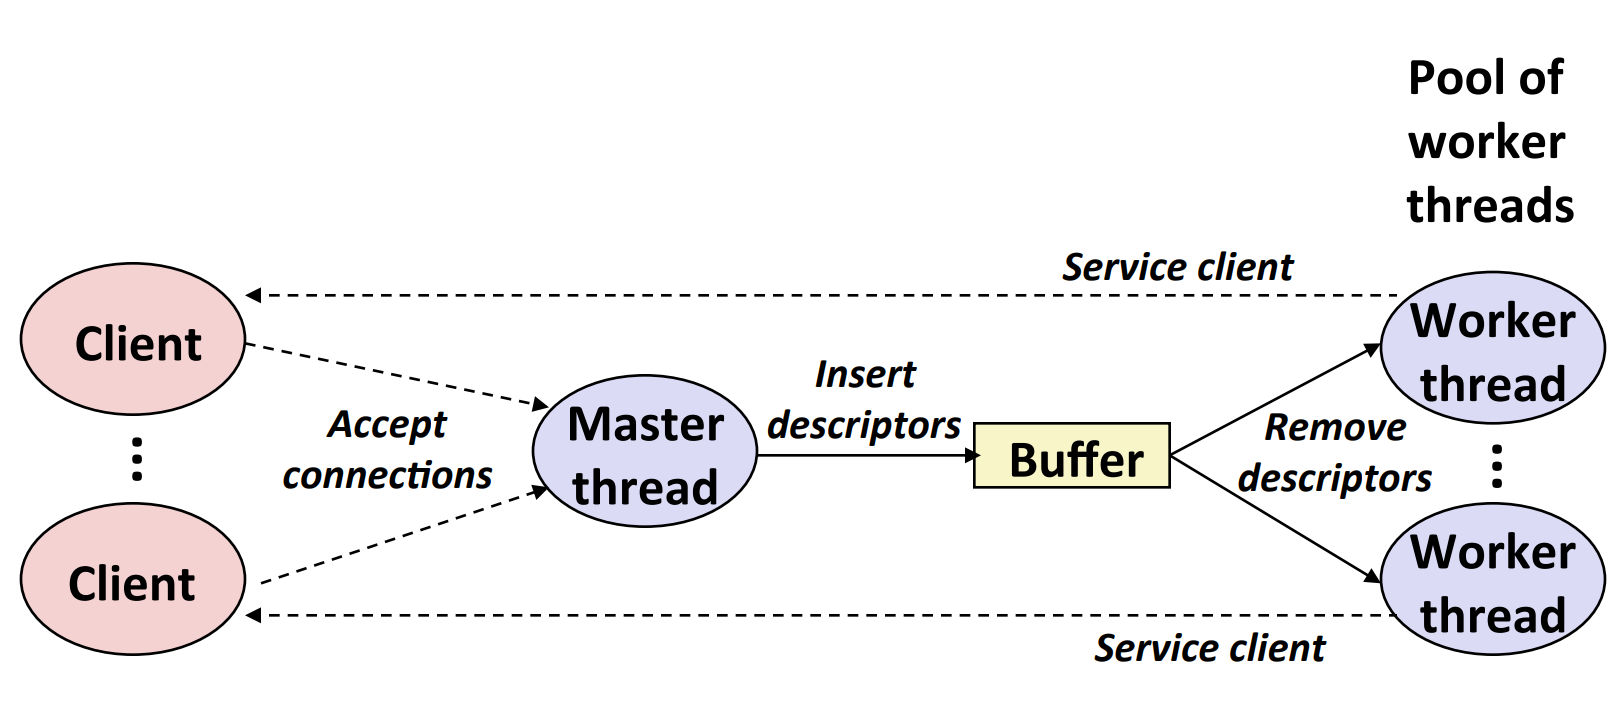 Pool of
worker
threads
Service client
Client
Worker
thread
Insert
descriptors
Accept
connections
Master
thread
Buffer
Remove
descriptors
Client
Worker
thread
Service client